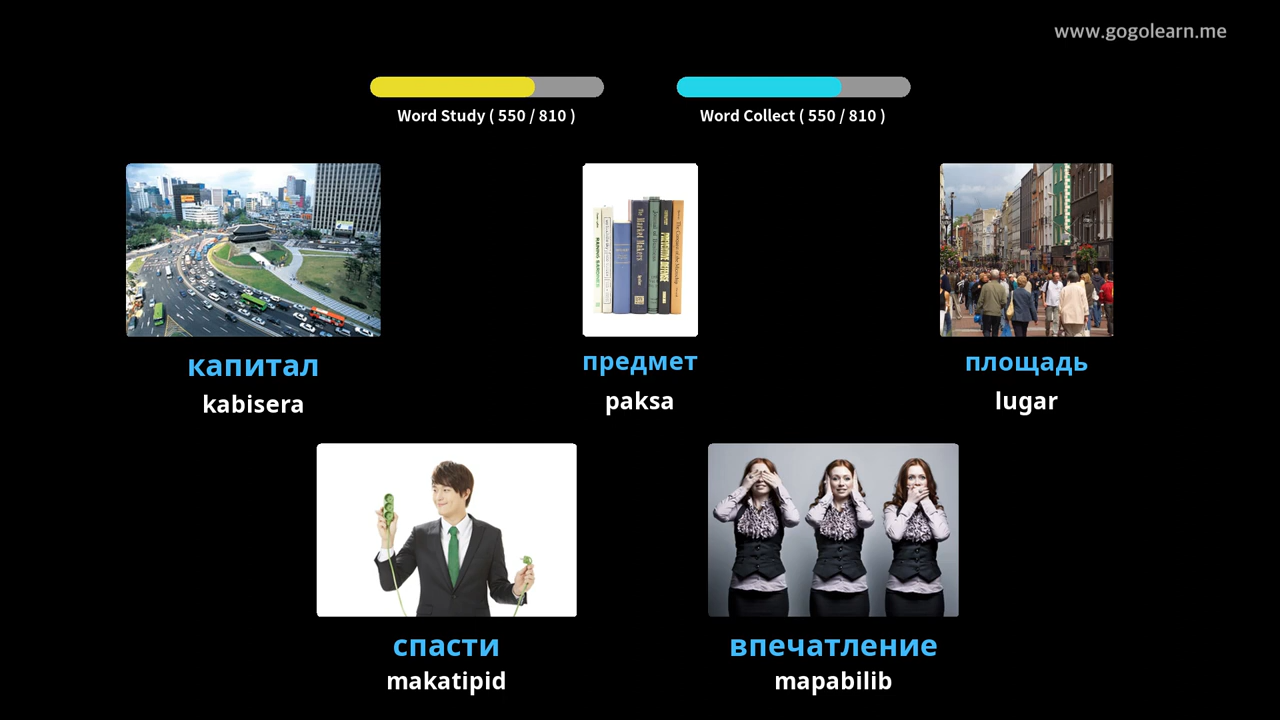 www.gogolearn.me
Word Study ( 550 / 810 )
Word Collect ( 550 / 810 )
капитал
kabisera
предмет
paksa
площадь
lugar
спасти
makatipid
впечатление
mapabilib